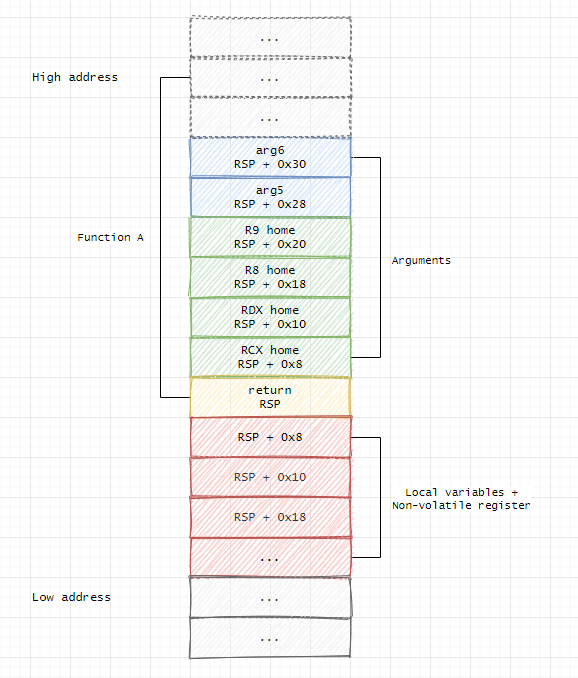 ...
High address
...
...
arg6
RSP + 0x30
arg5
RSP + 0x28
R9 home
RSP + 0x20
Function A
Arguments
R8 home
RSP + 0x18
RDX home
RSP + 0x10
RCX home
RSP + 0x8
return
RSP
RSP + 0x8
RSP + 0x10
RSP + 0x18
Local variables +
Non-volatile register
...
Low address
...
...